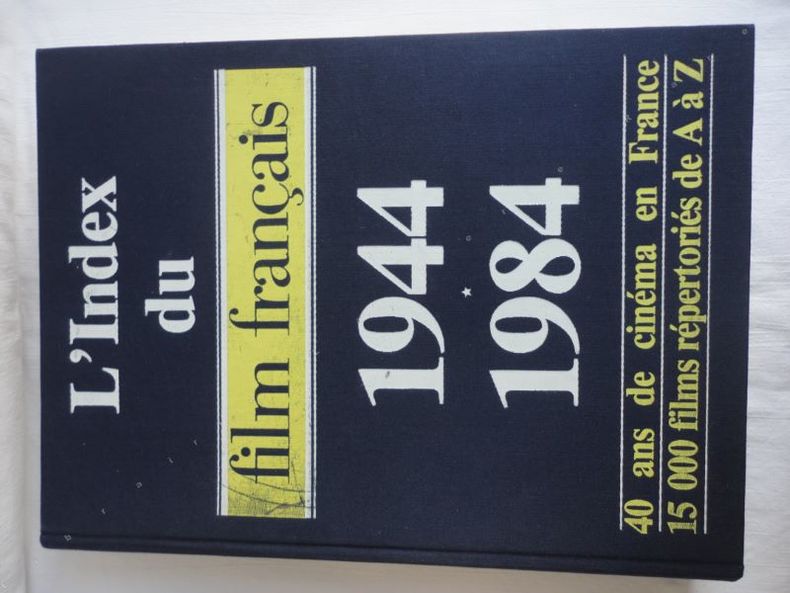 L'Index
du
film français
1944
1984
40 ans de cinéma en France
15 000 films répertoriés de A à Z